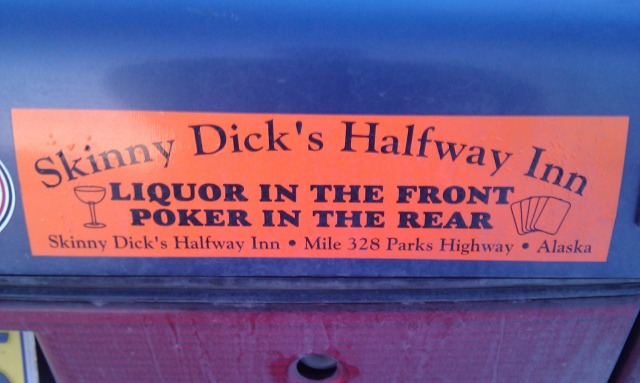 Skinny Dick's Halfway Inn
LIQUOR IN THE FRONT
POKER IN THE REAR
Skinny Dick's Halfway Inn • Mile 328 Parks Highway • Alaska